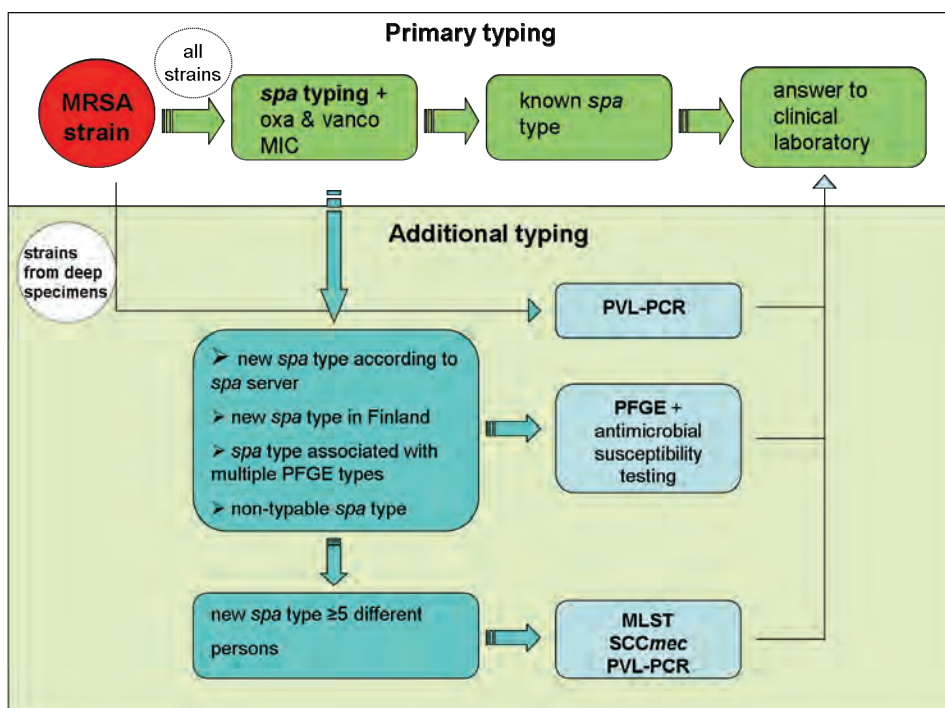 Primary typing
all
strains
MRSA
strain
spa typing +
oxa & vanco
MIC
known spa
type
answer to
clinical
laboratory
Additional typing
strains
from deep
specimens
PVL-PCR
➢ new spa type according to
spa server
➢ new spa type in Finland
➢ spa type associated with
multiple PFGE types
➢ non-typable spa type
PFGE +
antimicrobial
susceptibility
testing
new spa type ≥5 different
persons
MLST
SCCmec
PVL-PCR